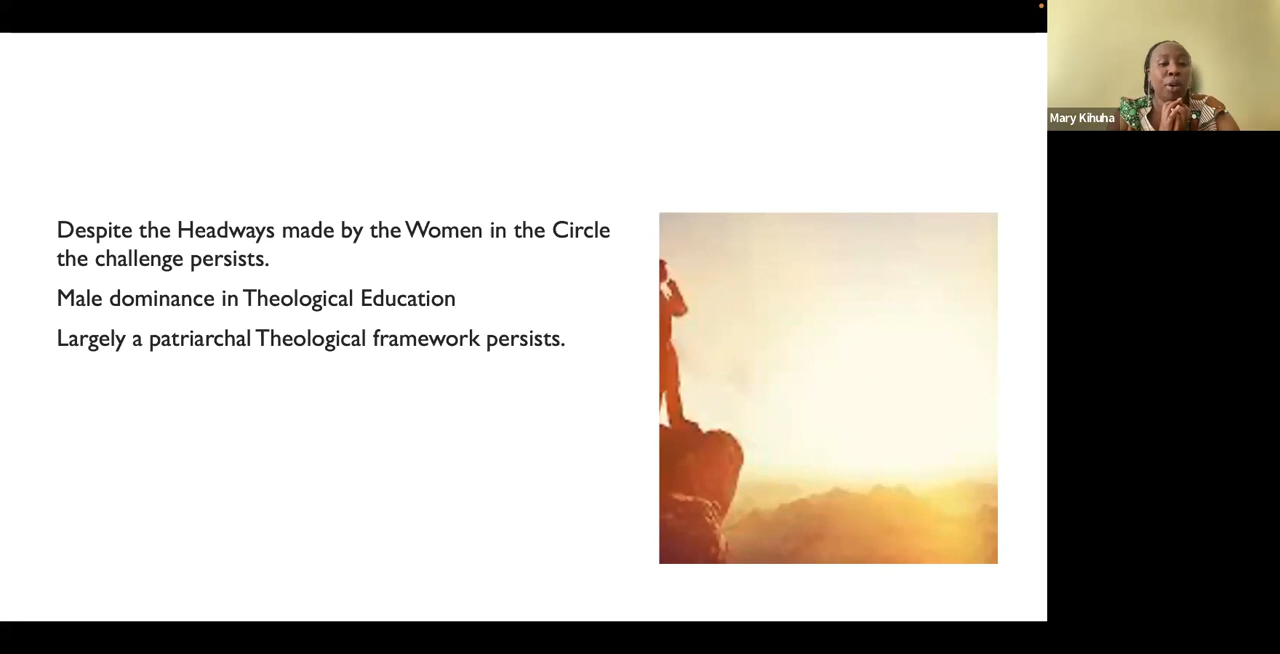 Despite the Headways made by the Women in the Circle
the challenge persists.
Male dominance in Theological Education
Largely a patriarchal Theological framework persists.
Mary Kihuha